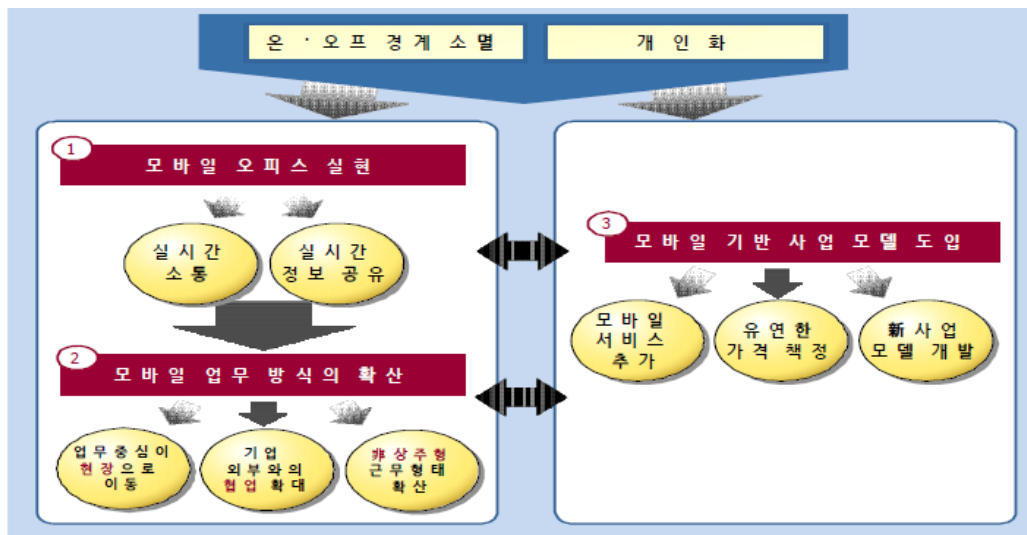 온 · 오프 경계 소멸
개인화
1
모바일 오피스 실현
실시간
소통
실시간
정보 공유
2
모바일 업무 방식의 확산
업무중심이
현장으로
이동
기업
외부와의
협업 확대
非상주형
근무형태
확산
3
모바일 기반 사업 모델 도입
모바일
서비스
추가
유연한
가격 책정
新사업
모델 개발